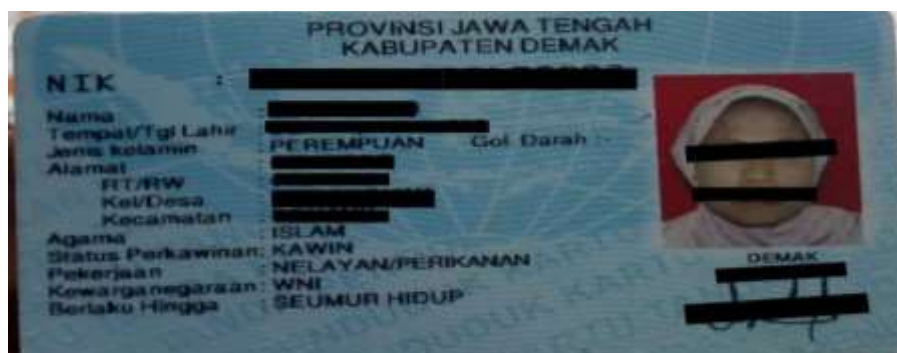 PROVINSI JAWA TENGAH
KABUPATEN DEMAK
NIK :
Nama :
Tempat/Tgl Lahir :
Jenis kelamin : PEREMPUAN Gol Darah :-
Alamat :
RT/RW :
Kel/Desa :
Kecamatan :
Agama : ISLAM
Status Perkawinan: KAWIN
Pekerjaan : NELAYAN/PERIKANAN
Kewarganegaraan: WNI
Berlaku Hingga : SEUMUR HIDUP
DEMAK